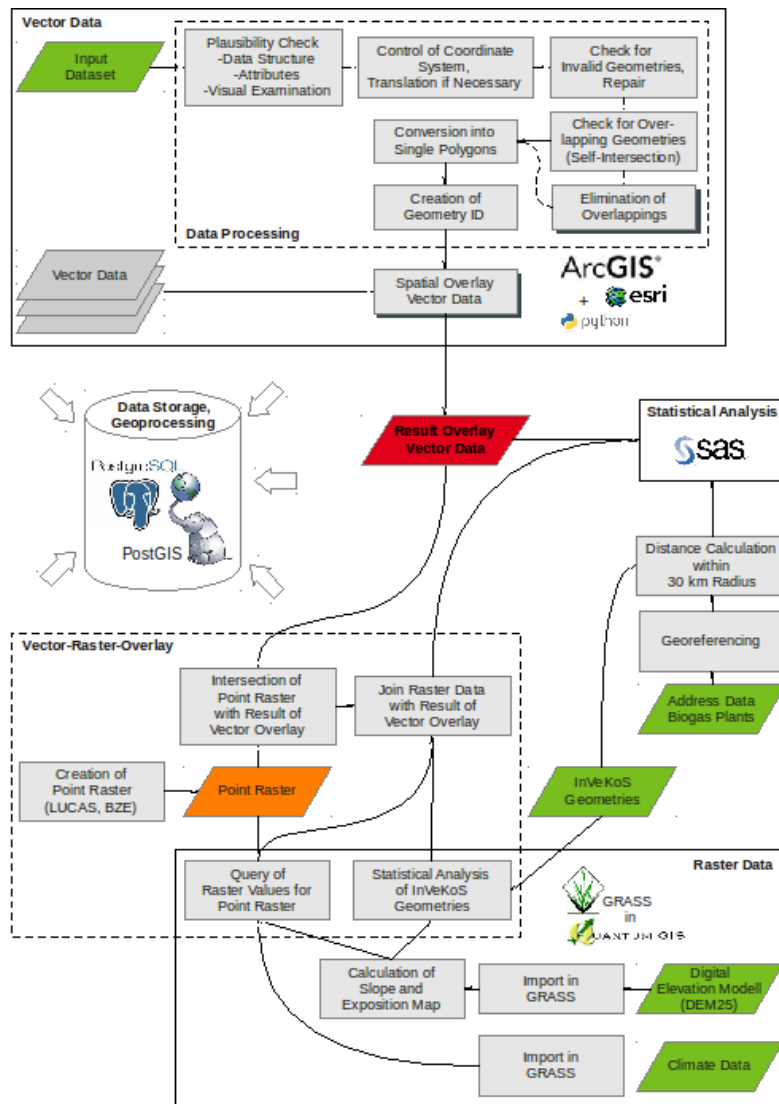 Vector Data
Input
Dataset
Plausibility Check
-Data Structure
-Attributes
-Visual Examination
Control of Coordinate
System,
Translation if Necessary
Check for
Invalid Geometries,
Repair
Conversion into
Single Polygons
Check for Over-
lapping Geometries
(Self-Intersection)
Creation of
Geometry ID
Elimination of
Overlappings
Data Processing
Vector Data
Spatial Overlay
Vector Data
ArcGIS®
+ esri
python
Data Storage,
Geoprocessing
PostgreSQL
PostGIS
Result Overlay
Vector Data
Statistical Analysis
sas
Distance Calculation
within
30 km Radius
Georeferencing
Address Data
Biogas Plants
Vector-Raster-Overlay
Intersection of
Point Raster
with Result of
Vector Overlay
Join Raster Data
with Result of
Vector Overlay
Creation of
Point Raster
(LUCAS, BZE)
Point Raster
InVeKoS
Geometries
Raster Data
Query of
Raster Values for
Point Raster
Statistical Analysis
of InVeKoS
Geometries
GRASS
in
QUANTUM GIS
Calculation of
Slope and
Exposition Map
Import in
GRASS
Digital
Elevation Modell
(DEM25)
Import in
GRASS
Climate Data